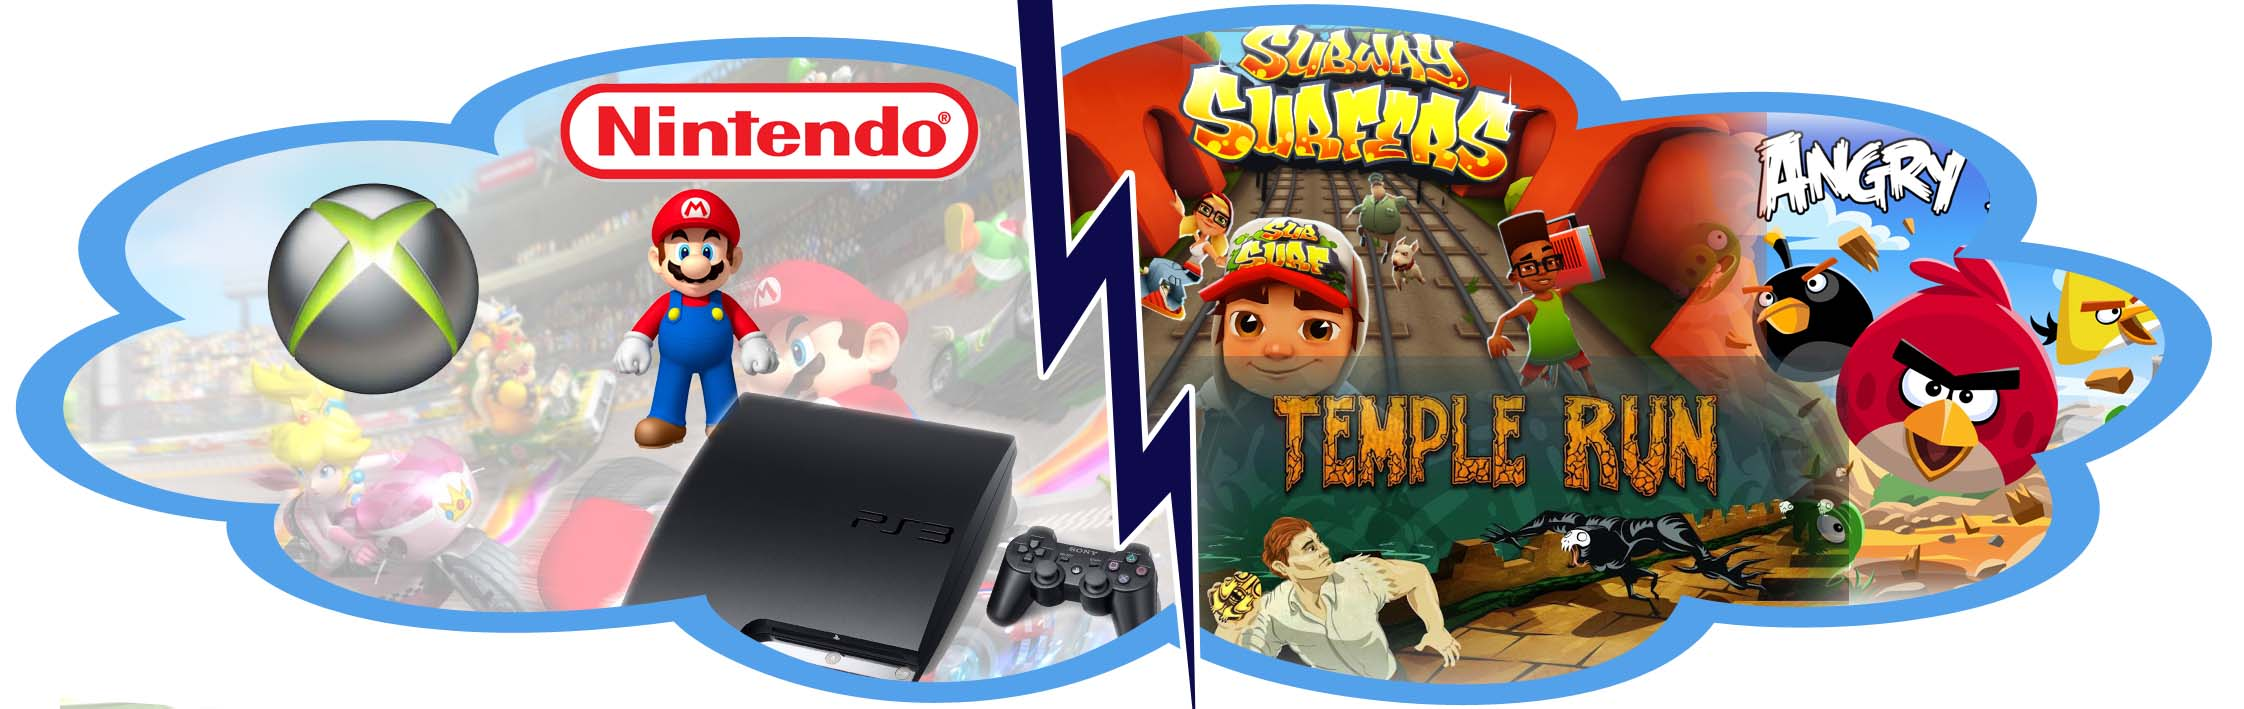 Nintendo®
M
M
PS3
SONY
SUBWAY
SURFERS
SUB
SURF
ANGRY
TEMPLE RUN